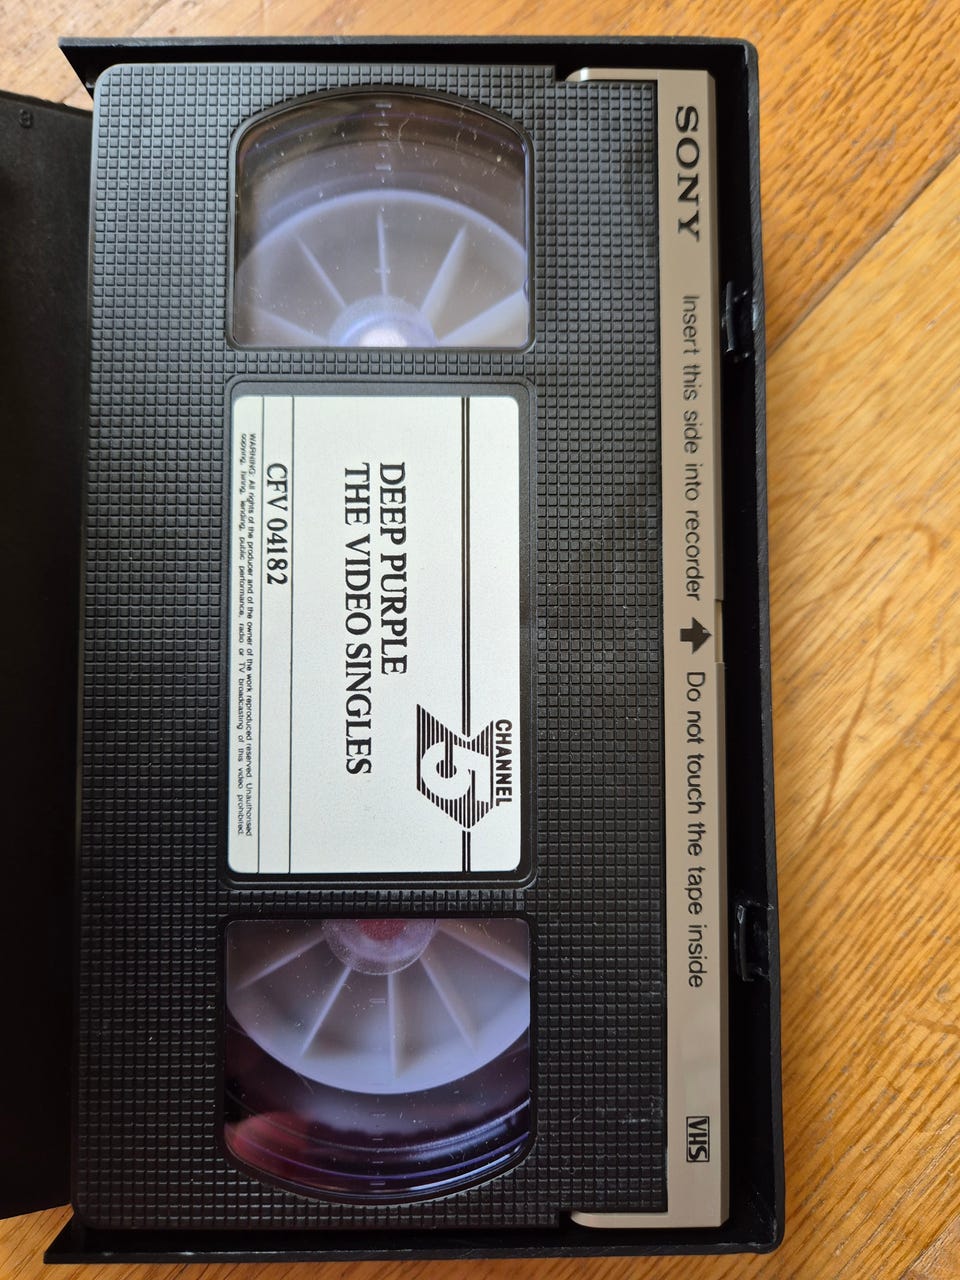 SONY
Insert this side into recorder
Do not touch the tape inside
VHS
CHANNEL
5
DEEP PURPLE
THE VIDEO SINGLES
CFV 04182
WARNING: All rights of the producer and of the owner of the work reproduced reserved. Unauthorised
copying, hiring, lending, public performance, radio or TV broadcasting of this video prohibited.